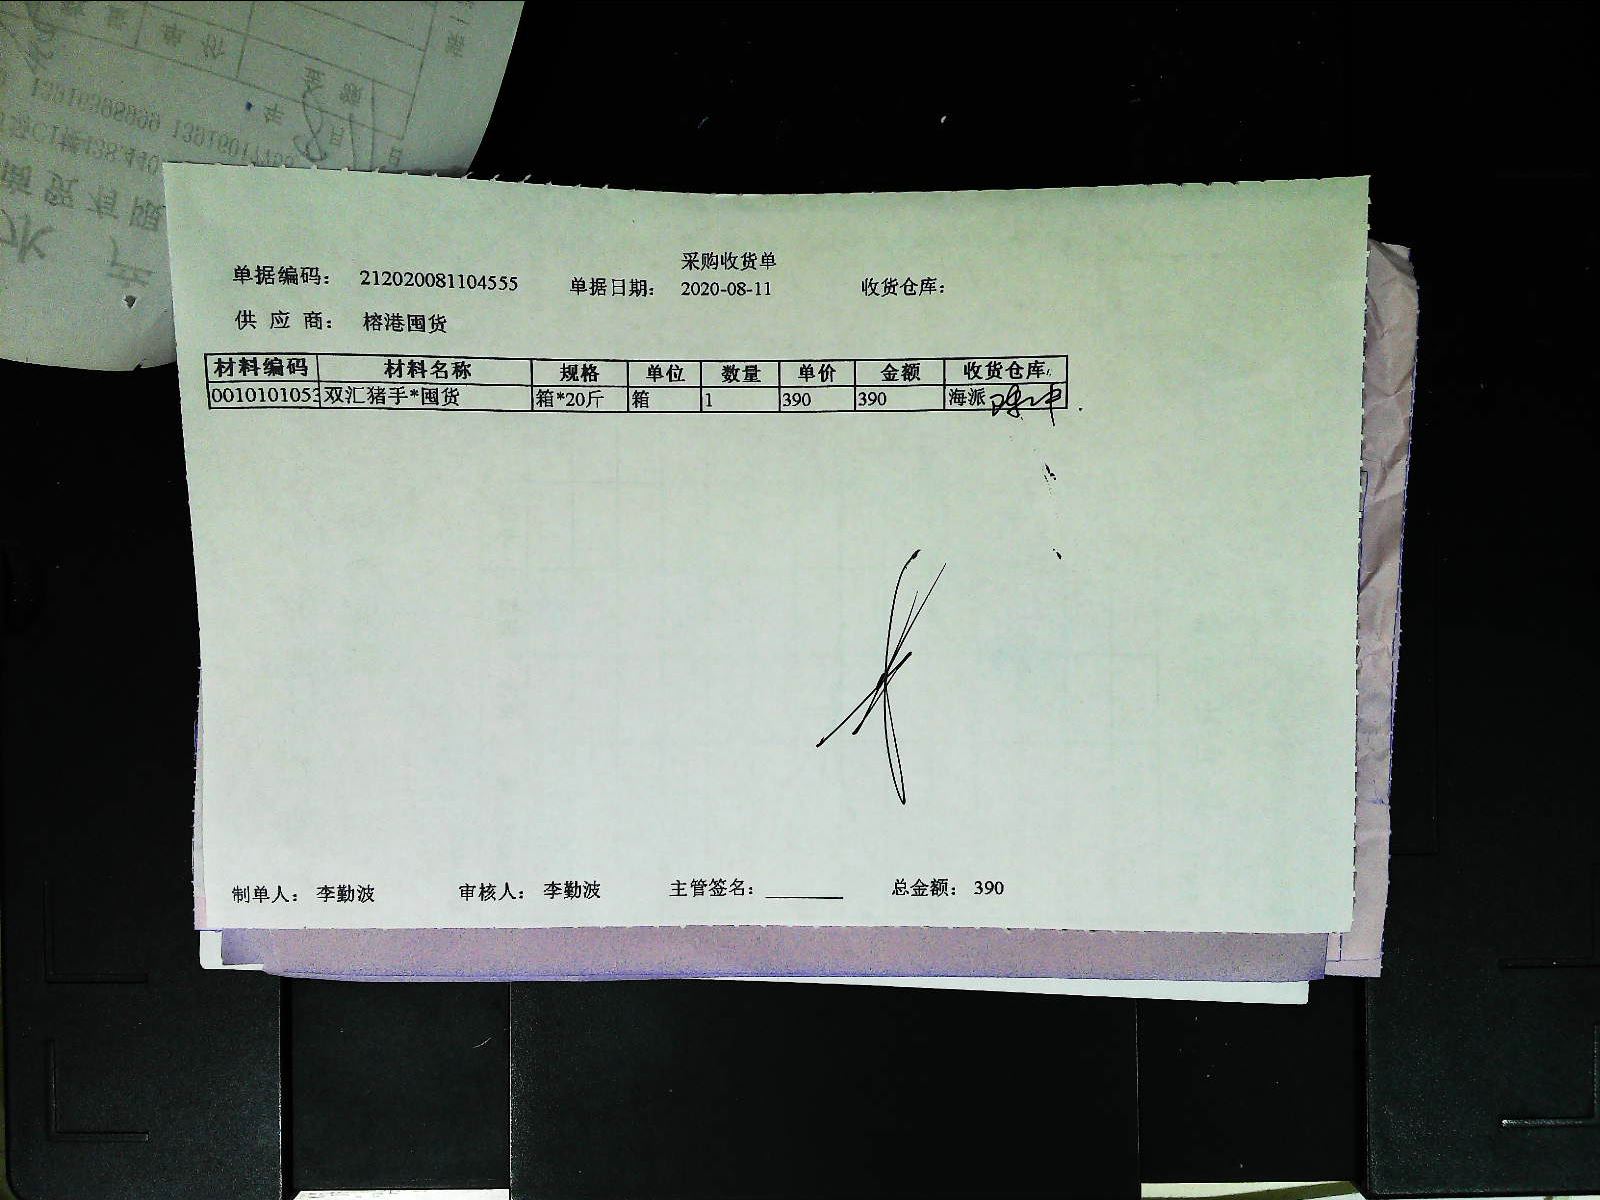 采购收货单
单据编码： 212020081104555 单据日期： 2020-08-11 收货仓库：
供 应 商： 榕港囤货
材料编码 材料名称 规格 单位 数量 单价 金额 收货仓库
0010101053 双汇猪手*囤货 箱*20斤 箱 1 390 390 海派
制单人： 李勤波 审核人： 李勤波 主管签名： 总金额： 390